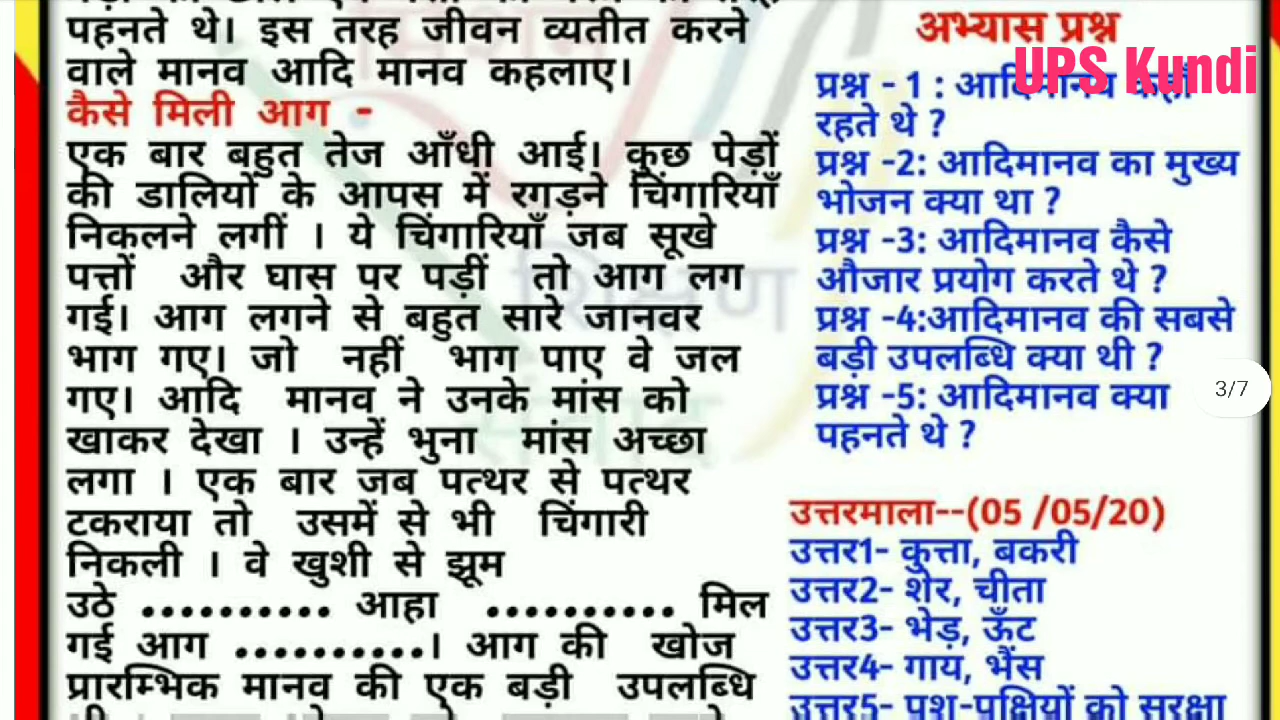 पहनते थे। इस तरह जीवन व्यतीत करने
वाले मानव आदि मानव कहलाए।
कैसे मिली आग -
एक बार बहुत तेज आँधी आई। कुछ पेड़ों
की डालियों के आपस में रगड़ने चिंगारियाँ
निकलने लगीं । ये चिंगारियाँ जब सूखे
पत्तों और घास पर पड़ीं तो आग लग
गई। आग लगने से बहुत सारे जानवर
भाग गए। जो नहीं भाग पाए वे जल
गए। आदि मानव ने उनके मांस को
खाकर देखा । उन्हें भुना मांस अच्छा
लगा । एक बार जब पत्थर से पत्थर
टकराया तो उसमें से भी चिंगारी
निकली । वे खुशी से झूम
उठे .......... आहा .......... मिल
गई आग ..........। आग की खोज
प्रारम्भिक मानव की एक बड़ी उपलब्धि
अभ्यास प्रश्न
UPS Kundi
प्रश्न - 1 : आदिमानव कहाँ
रहते थे ?
प्रश्न -2: आदिमानव का मुख्य
भोजन क्या था ?
प्रश्न -3: आदिमानव कैसे
औजार प्रयोग करते थे ?
प्रश्न -4:आदिमानव की सबसे
बड़ी उपलब्धि क्या थी ?
प्रश्न -5: आदिमानव क्या
पहनते थे ?
3/7
उत्तरमाला--(05 /05/20)
उत्तर1- कुत्ता, बकरी
उत्तर2- शेर, चीता
उत्तर3- भेड़, ऊँट
उत्तर4- गाय, भैंस
उत्तर5- पशु-पक्षियों को सुरक्षा
शिक्षण